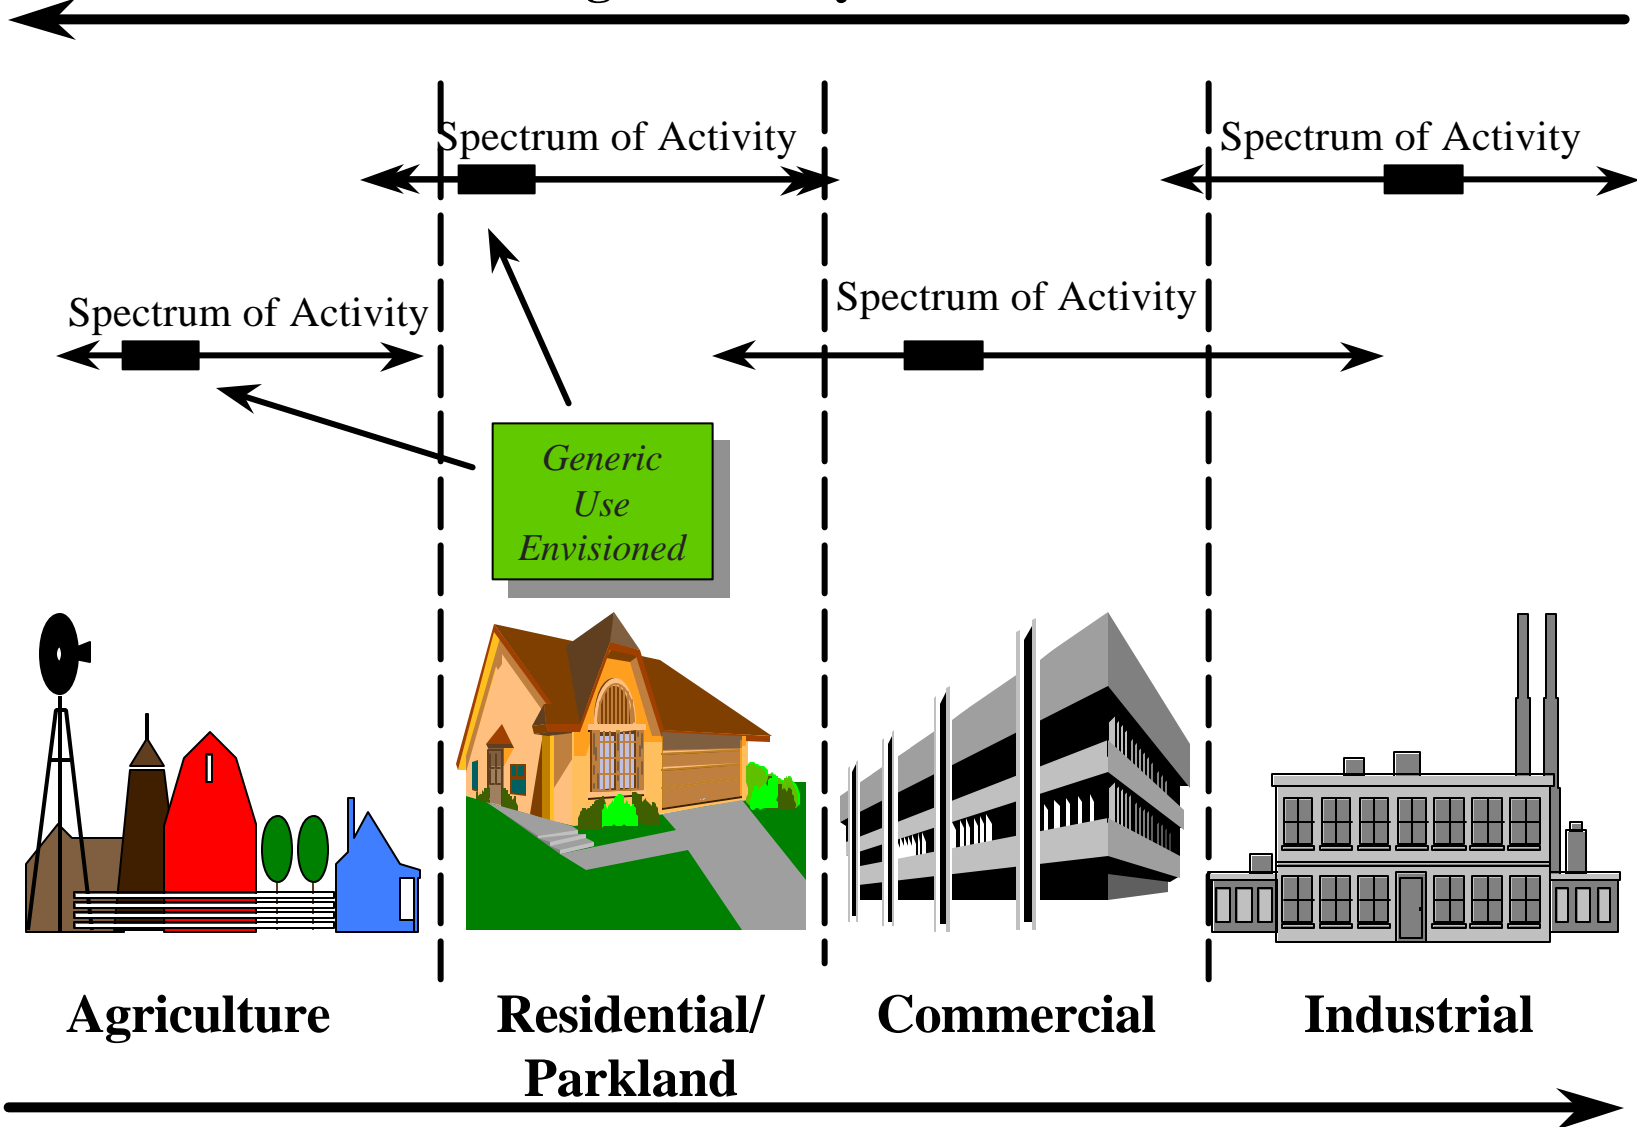 Spectrum of Activity
Spectrum of Activity
Spectrum of Activity
Spectrum of Activity
Generic
Use
Envisioned
Agriculture
Residential/
Parkland
Commercial
Industrial